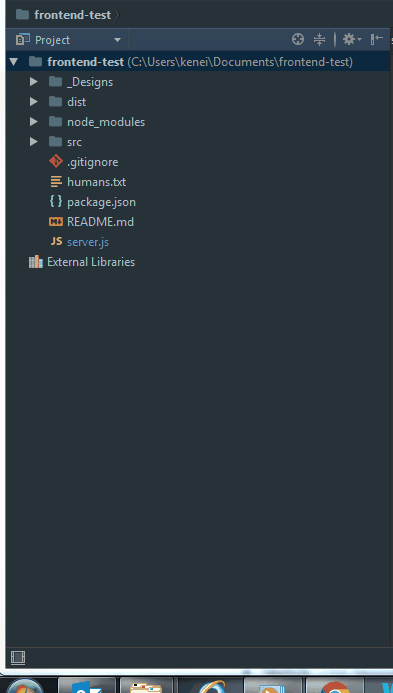 frontend-test
Project
frontend-test (C:\Users\kenei\Documents\frontend-test)
_Designs
dist
node_modules
src
.gitignore
humans.txt
{} package.json
README.md
JS server.js
External Libraries